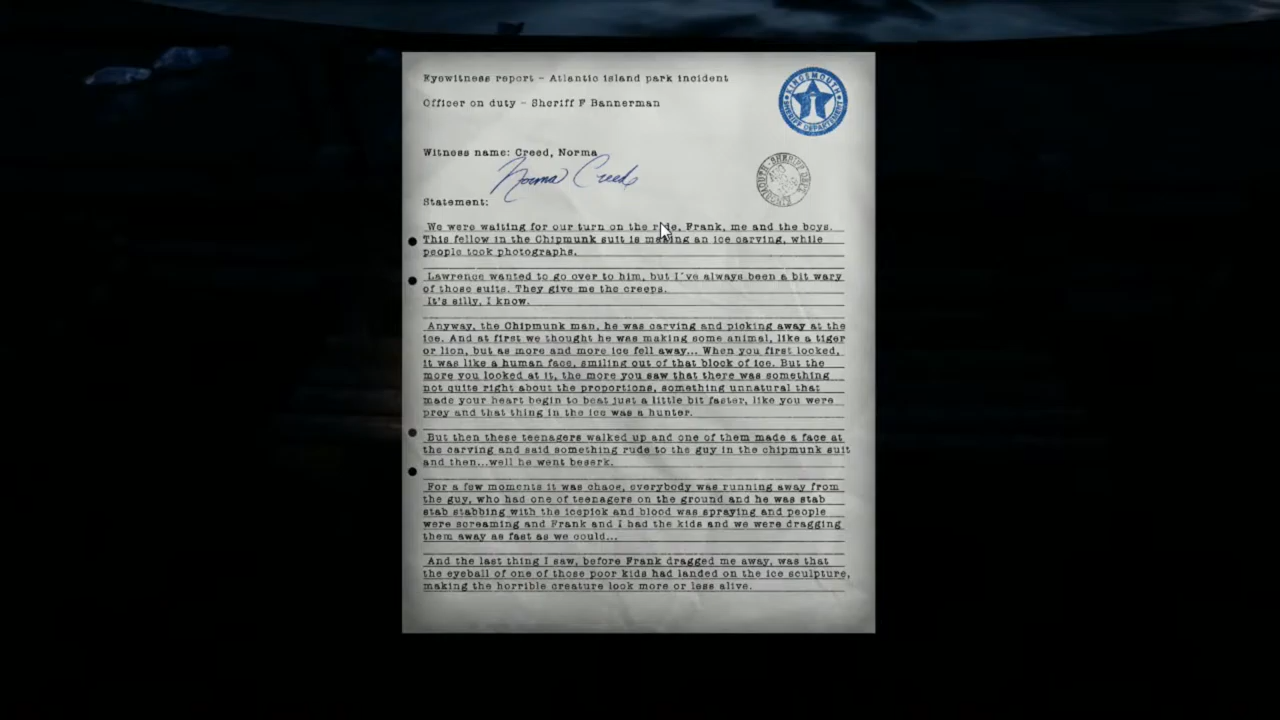 Eyewitness report - Atlantic island park incident
Officer on duty - Sheriff F Bannerman
KINGSMOUTH
SHERIFF DEPARTMENT
Witness name: Creed, Norma
Norma Creed
SHERIFF DEPT
KINGSMOUTH
Statement:
We were waiting for our turn on the ride, Frank, me and the boys.
This fellow in the Chipmunk suit is making an ice carving, while
people took photographs.
Lawrence wanted to go over to him, but I've always been a bit wary
of those suits. They give me the creeps.
It's silly, I know.
Anyway, the Chipmunk man, he was carving and picking away at the
ice. And at first we thought he was making some animal, like a tiger
or lion, but as more and more ice fell away... When you first looked,
it was like a human face, smiling out of that block of ice. But the
more you looked at it, the more you saw that there was something
not quite right about the proportions, something unnatural that
made your heart begin to beat just a little bit faster, like you were
prey and that thing in the ice was a hunter.
But then these teenagers walked up and one of them made a face at
the carving and said something rude to the guy in the chipmunk suit
and then...well he went beserk.
For a few moments it was chaos, everybody was running away from
the guy, who had one of teenagers on the ground and he was stab
stab stabbing with the icepick and blood was spraying and people
were screaming and Frank and I had the kids and we were dragging
them away as fast as we could...
And the last thing I saw, before Frank dragged me away, was that
the eyeball of one of those poor kids had landed on the ice sculpture,
making the horrible creature look more or less alive.